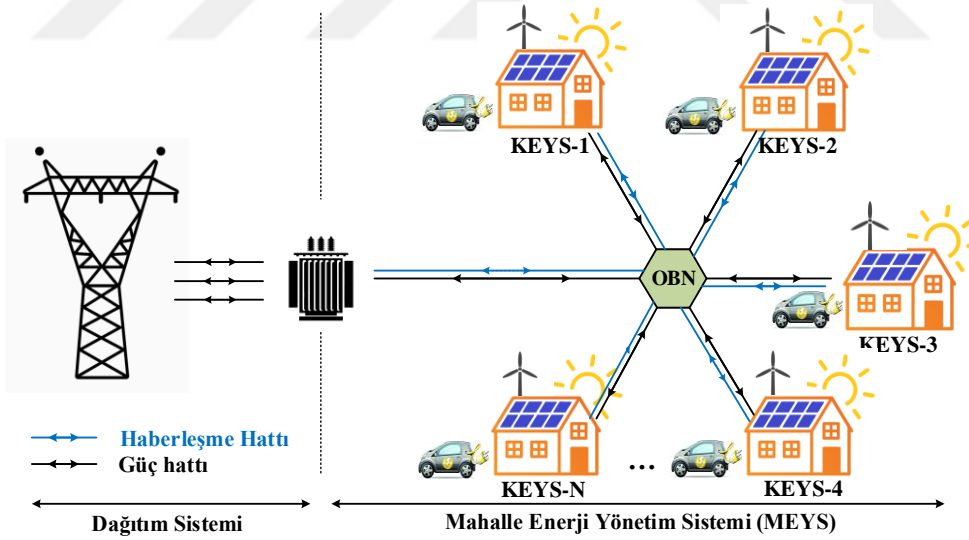 KEYS-1
KEYS-2
OBN
KEYS-3
Haberleşme Hattı
Güç hattı
KEYS-N
...
KEYS-4
Dağıtım Sistemi
Mahalle Enerji Yönetim Sistemi (MEYS)